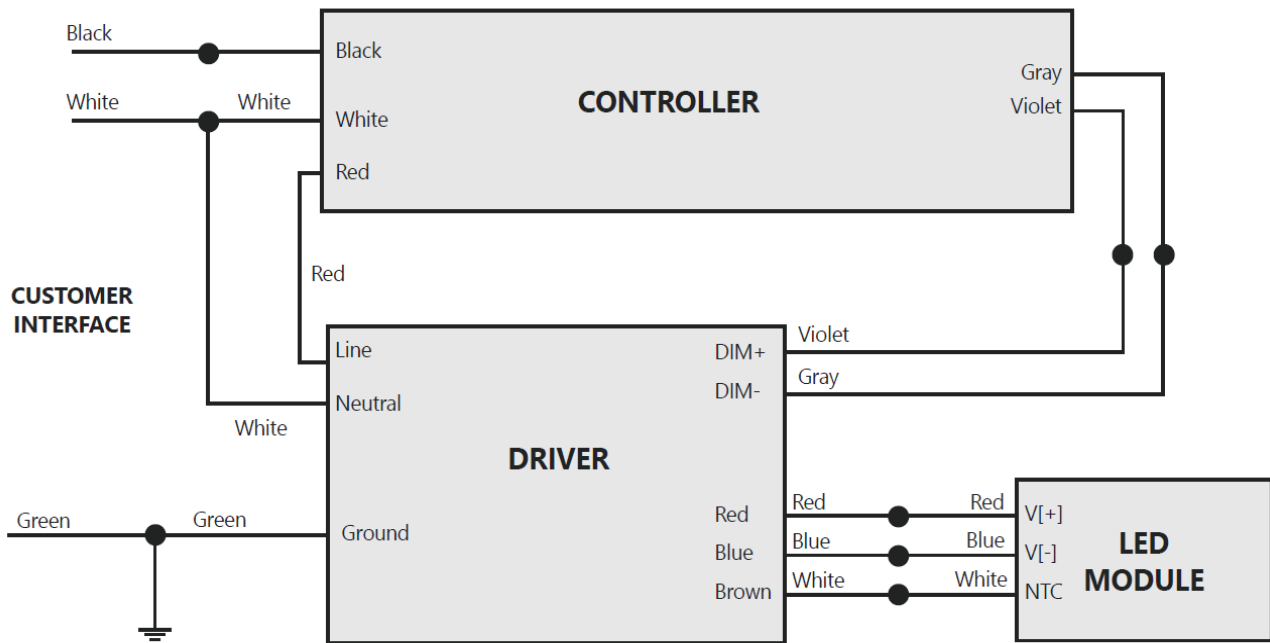 Black
Black
White
White
White
Red
CONTROLLER
Gray
Violet
Red
CUSTOMER
INTERFACE
Line
Neutral
White
DIM+
DIM-
Violet
Gray
DRIVER
Green
Green
Ground
Red
Red
Red
V[+]
Blue
Blue
Blue
V[-]
Brown
White
White
NTC
LED
MODULE